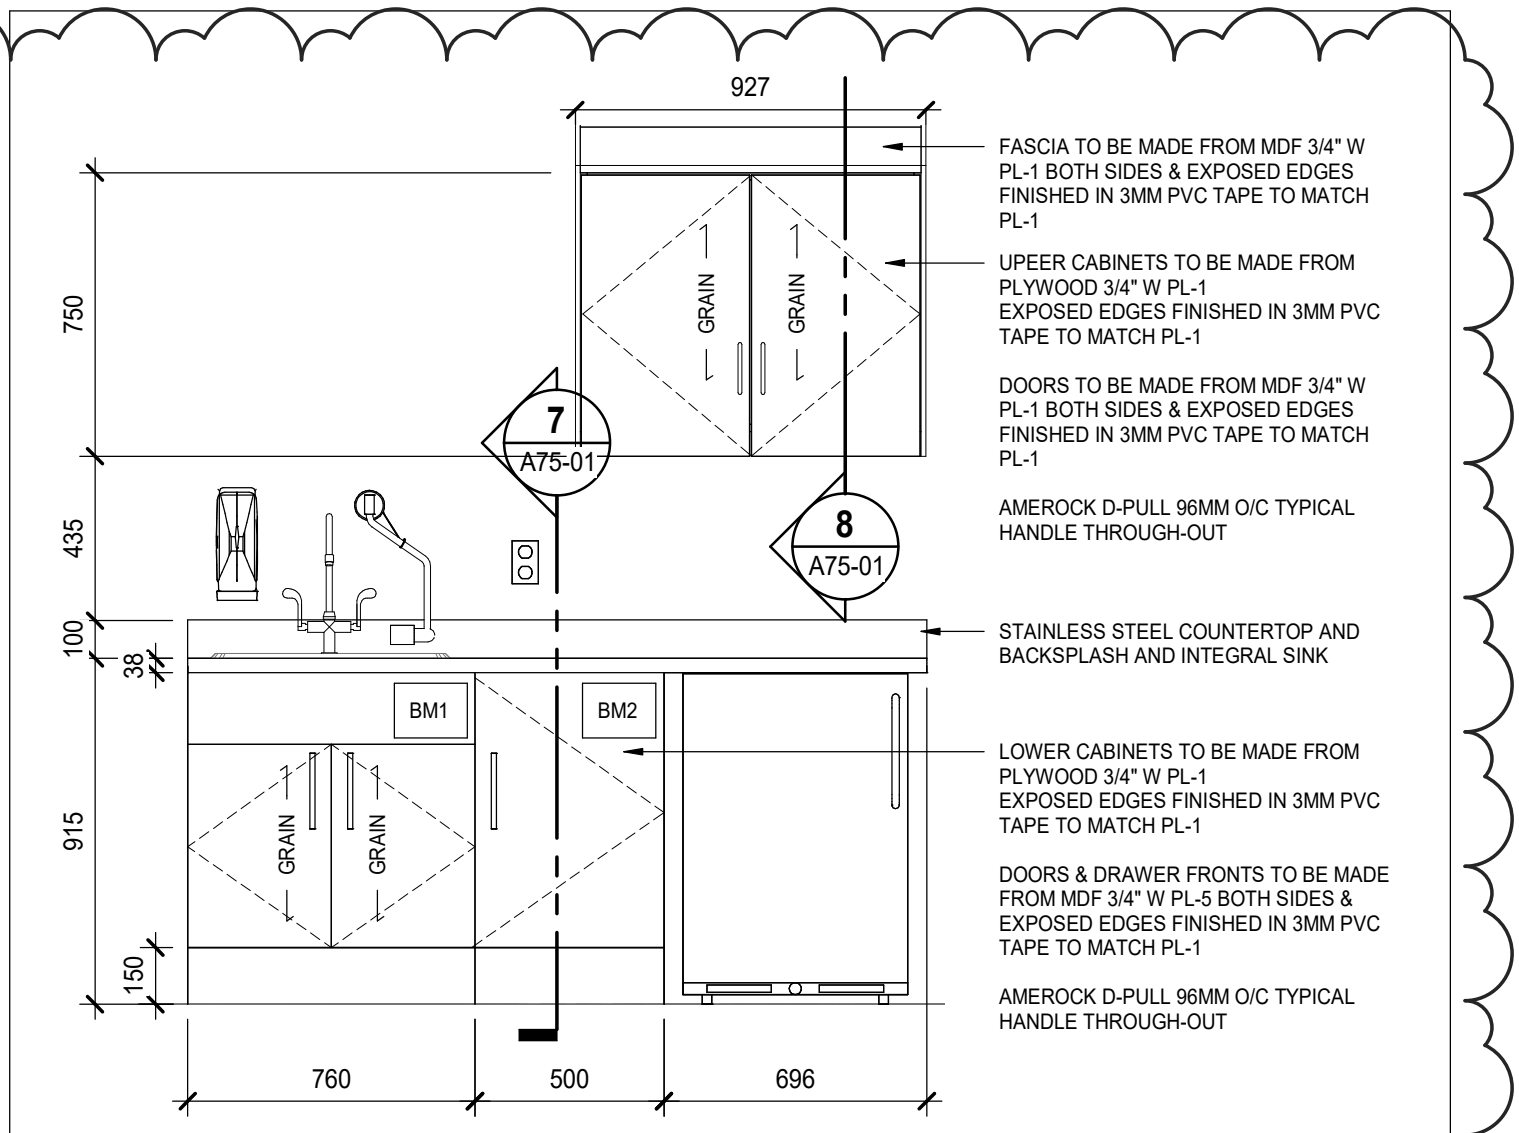 927
FASCIA TO BE MADE FROM MDF 3/4" W
PL-1 BOTH SIDES & EXPOSED EDGES
FINISHED IN 3MM PVC TAPE TO MATCH
PL-1
UPEER CABINETS TO BE MADE FROM
PLYWOOD 3/4" W PL-1
EXPOSED EDGES FINISHED IN 3MM PVC
TAPE TO MATCH PL-1
DOORS TO BE MADE FROM MDF 3/4" W
PL-1 BOTH SIDES & EXPOSED EDGES
FINISHED IN 3MM PVC TAPE TO MATCH
PL-1
AMEROCK D-PULL 96MM O/C TYPICAL
HANDLE THROUGH-OUT
750
GRAIN
GRAIN
7
A75-01
435
8
A75-01
100
38
STAINLESS STEEL COUNTERTOP AND
BACKSPLASH AND INTEGRAL SINK
BM1
BM2
LOWER CABINETS TO BE MADE FROM
PLYWOOD 3/4" W PL-1
EXPOSED EDGES FINISHED IN 3MM PVC
TAPE TO MATCH PL-1
DOORS & DRAWER FRONTS TO BE MADE
FROM MDF 3/4" W PL-5 BOTH SIDES &
EXPOSED EDGES FINISHED IN 3MM PVC
TAPE TO MATCH PL-1
AMEROCK D-PULL 96MM O/C TYPICAL
HANDLE THROUGH-OUT
915
GRAIN
GRAIN
150
760
500
696